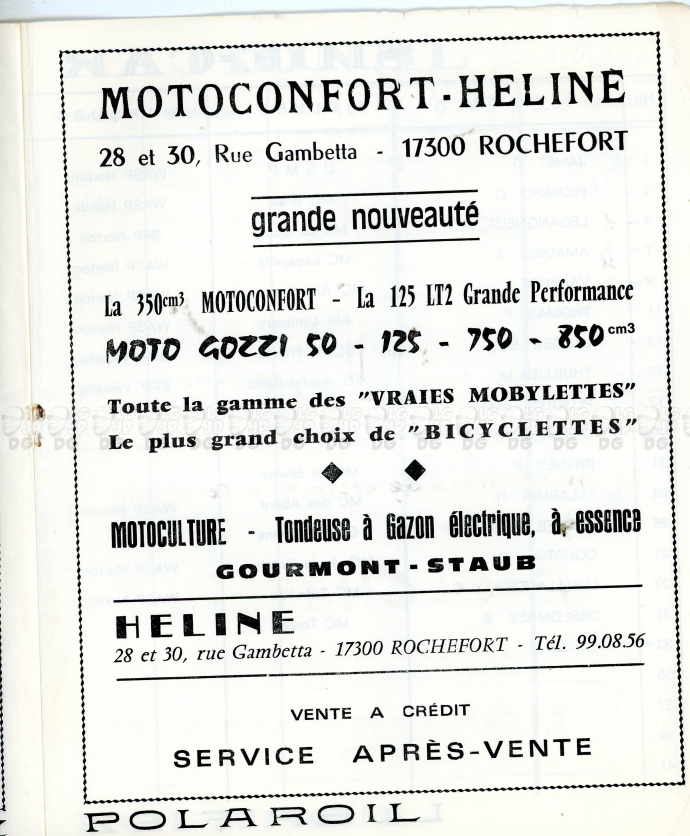 MOTOCONFORT-HELINE
28 et 30, Rue Gambetta - 17300 ROCHEFORT
grande nouveauté
La 350cm3 MOTOCONFORT - La 125 LT2 Grande Performance
MOTO GOZZI 50 - 125 - 750 - 850 cm3
Toute la gamme des "VRAIES MOBYLETTES"
Le plus grand choix de "BICYCLETTES"
MOTOCULTURE - Tondeuse à Gazon électrique, à essence
GOURMONT - STAUB
HELINE
28 et 30, rue Gambetta - 17300 ROCHEFORT - Tél. 99.08.56
VENTE A CRÉDIT
SERVICE APRÈS-VENTE
POLAROIL